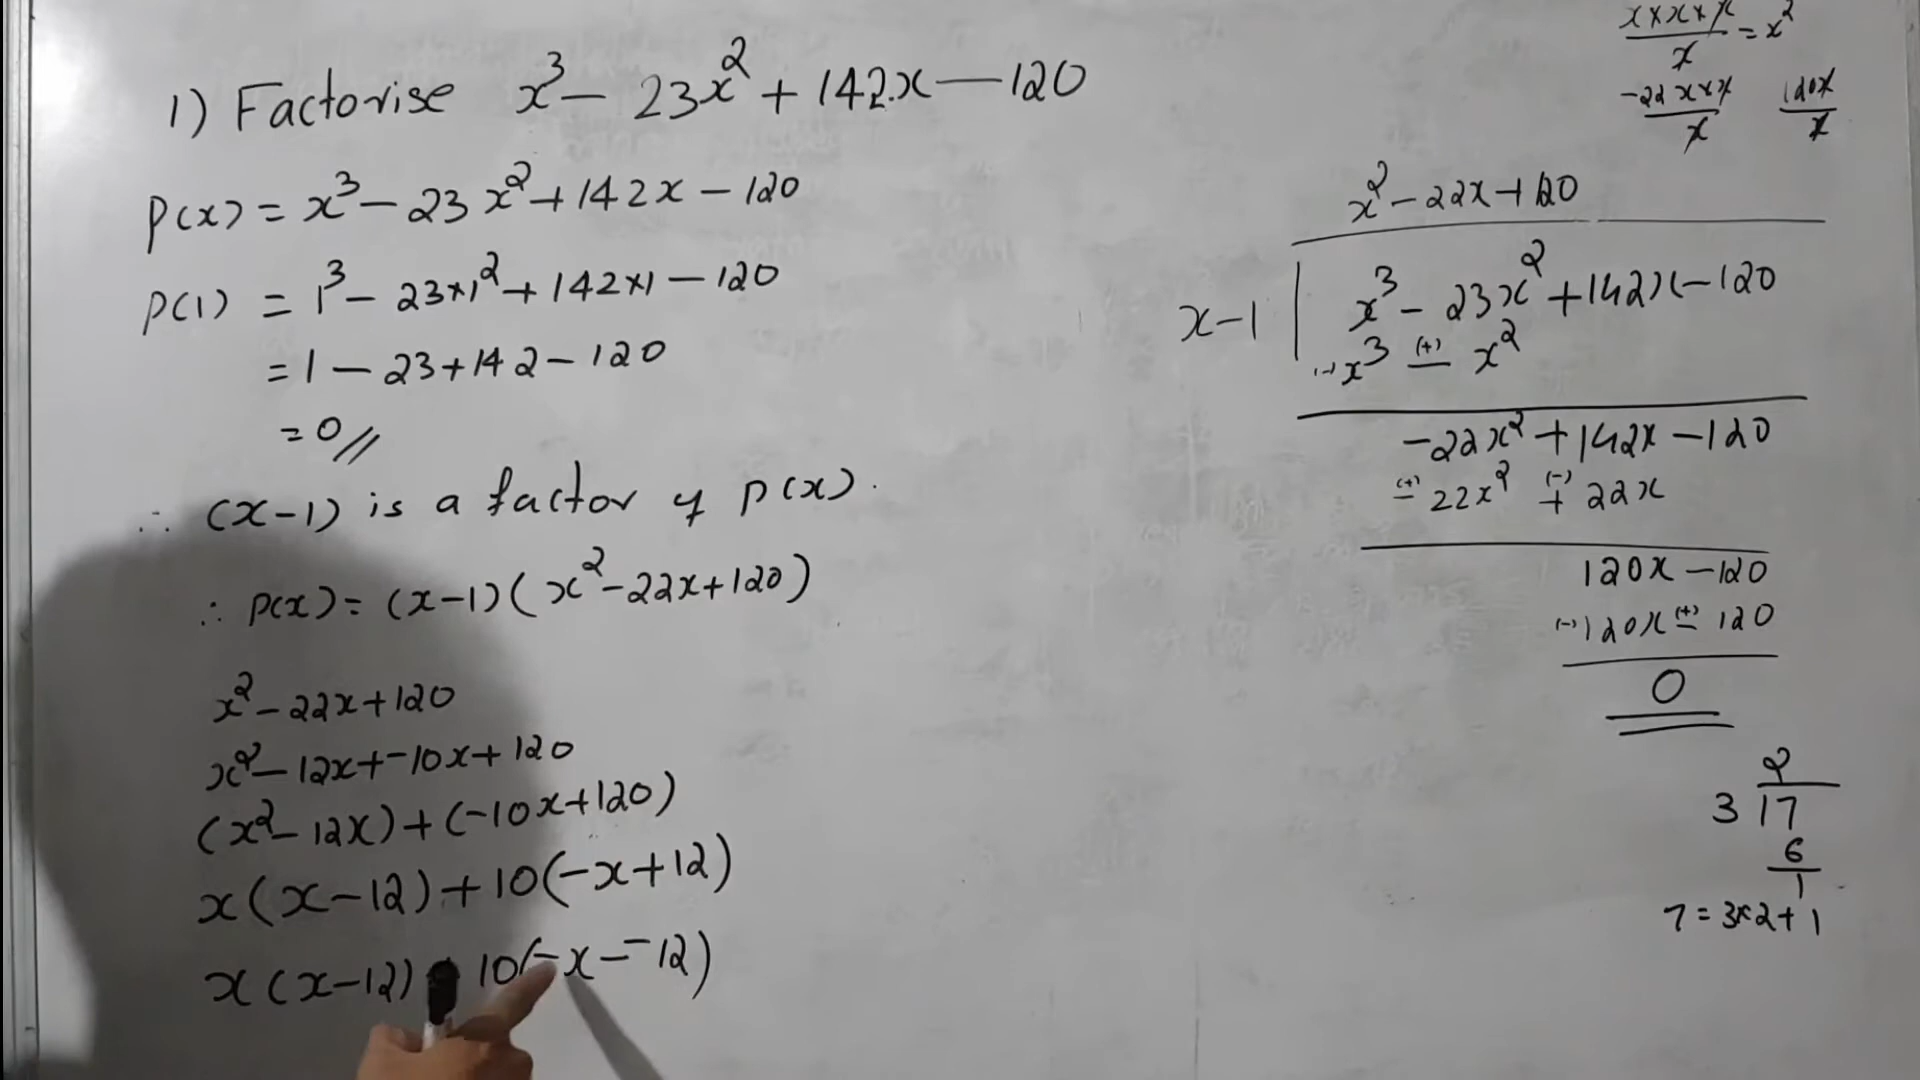 1) Factorise x³ - 23x² + 142x - 120
P(x) = x³ - 23x² + 142x - 120
P(1) = 1³ - 23×1² + 142×1 - 120
= 1 - 23 + 142 - 120
= 0 //
∴ (x-1) is a factor of P(x).
∴ P(x) = (x-1)(x² - 22x + 120)
x² - 22x + 120
x² - 12x + -10x + 120
(x² - 12x) + (-10x + 120)
x(x - 12) + 10(-x + 12)
x(x - 12) 10(-x - -12)
x×x×x / x = x²
-22x×x / x 120x / x
x² - 22x + 120
x-1 | x³ - 23x² + 142x - 120
(-) x³ (+) - x²
-22x² + 142x - 120
(+) - 22x² (-) + 22x
120x - 120
(-) 120x (+) - 120
0
2
3 17
6
1
7 = 3×2 + 1